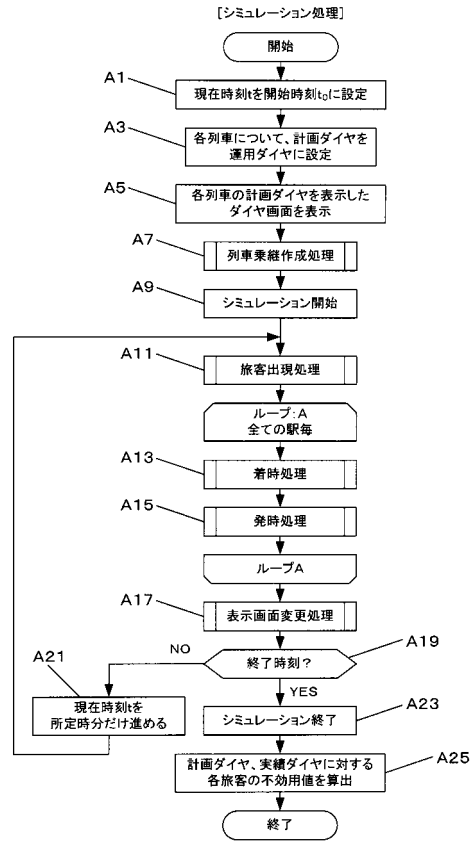 [シミュレーション処理]
開始
A1
現在時刻tを開始時刻t₀に設定
A3
各列車について、計画ダイヤを
運用ダイヤに設定
A5
各列車の計画ダイヤを表示した
ダイヤ画面を表示
A7
列車乗継作成処理
A9
シミュレーション開始
A11
旅客出現処理
ループ:A
全ての駅毎
A13
着時処理
A15
発時処理
ループA
A17
表示画面変更処理
A19
終了時刻?
NO
YES
A21
現在時刻tを
所定時分だけ進める
A23
シミュレーション終了
A25
計画ダイヤ、実績ダイヤに対する
各旅客の不効用値を算出
終了